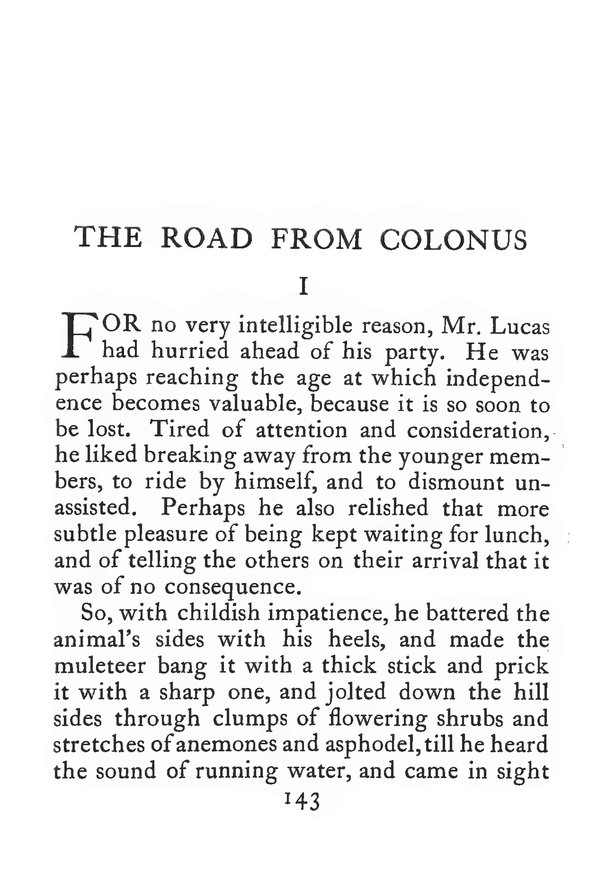 THE ROAD FROM COLONUS
I
FOR no very intelligible reason, Mr. Lucas
had hurried ahead of his party. He was
perhaps reaching the age at which independ-
ence becomes valuable, because it is so soon to
be lost. Tired of attention and consideration,
he liked breaking away from the younger mem-
bers, to ride by himself, and to dismount un-
assisted. Perhaps he also relished that more
subtle pleasure of being kept waiting for lunch,
and of telling the others on their arrival that it
was of no consequence.
So, with childish impatience, he battered the
animal's sides with his heels, and made the
muleteer bang it with a thick stick and prick
it with a sharp one, and jolted down the hill
sides through clumps of flowering shrubs and
stretches of anemones and asphodel, till he heard
the sound of running water, and came in sight
143